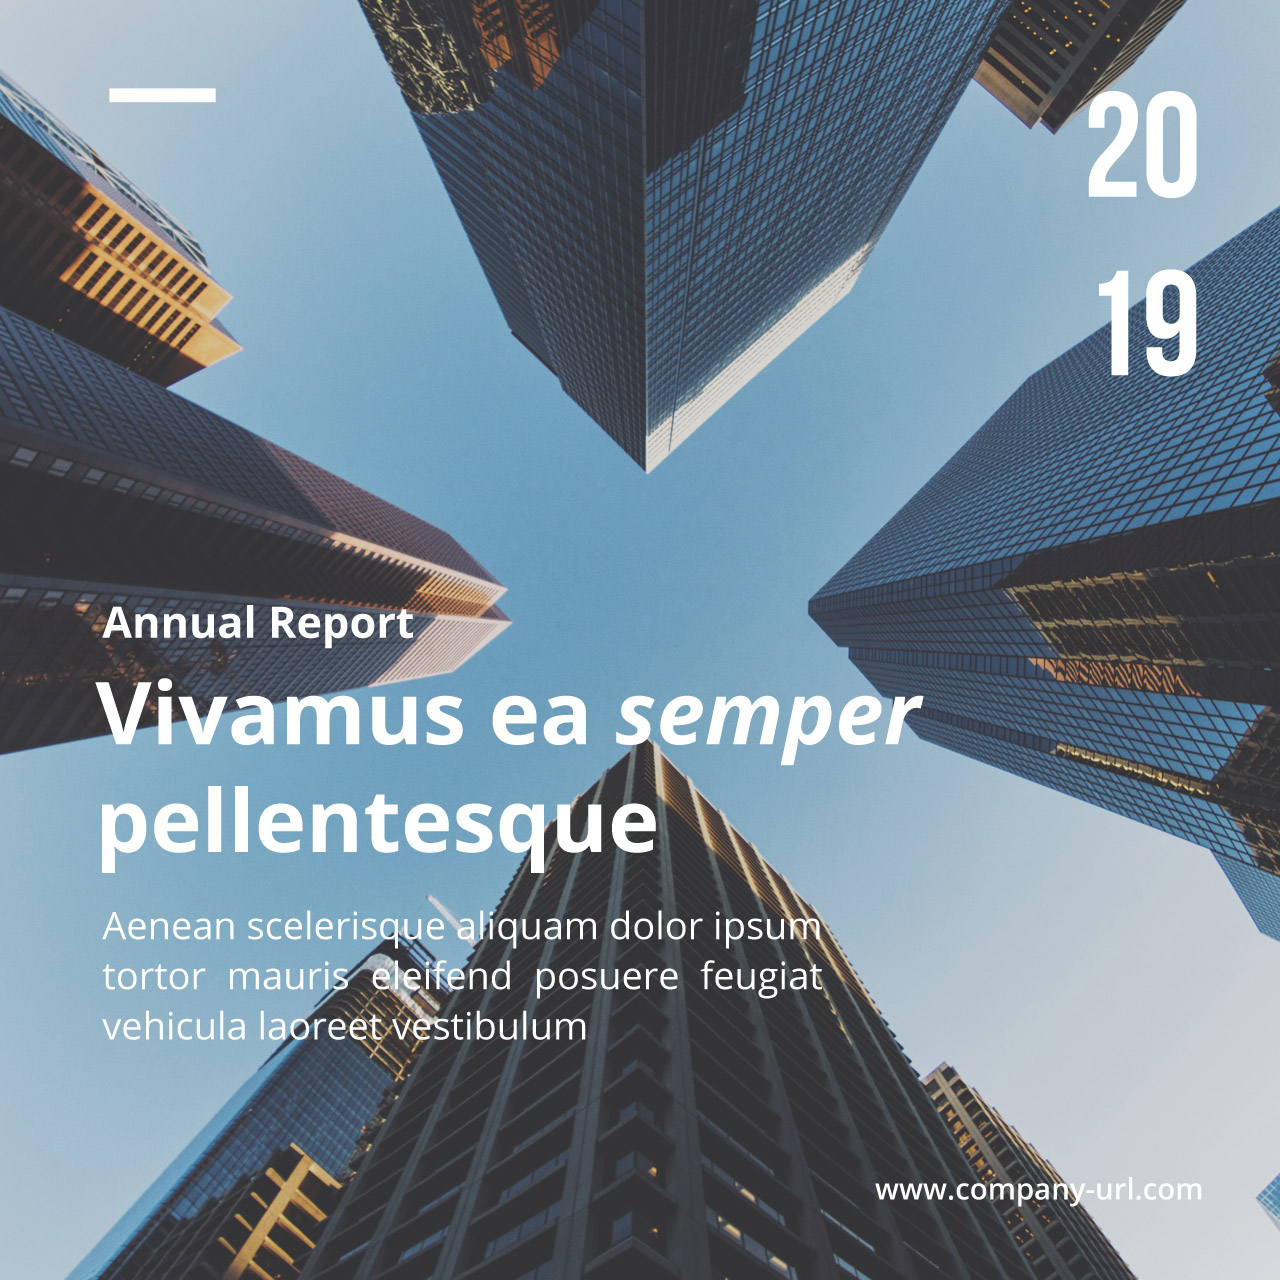 20
19
Annual Report
Vivamus ea semper
pellentesque
Aenean scelerisque aliquam dolor ipsum
tortor mauris eleifend posuere feugiat
vehicula laoreet vestibulum
www.company-url.com